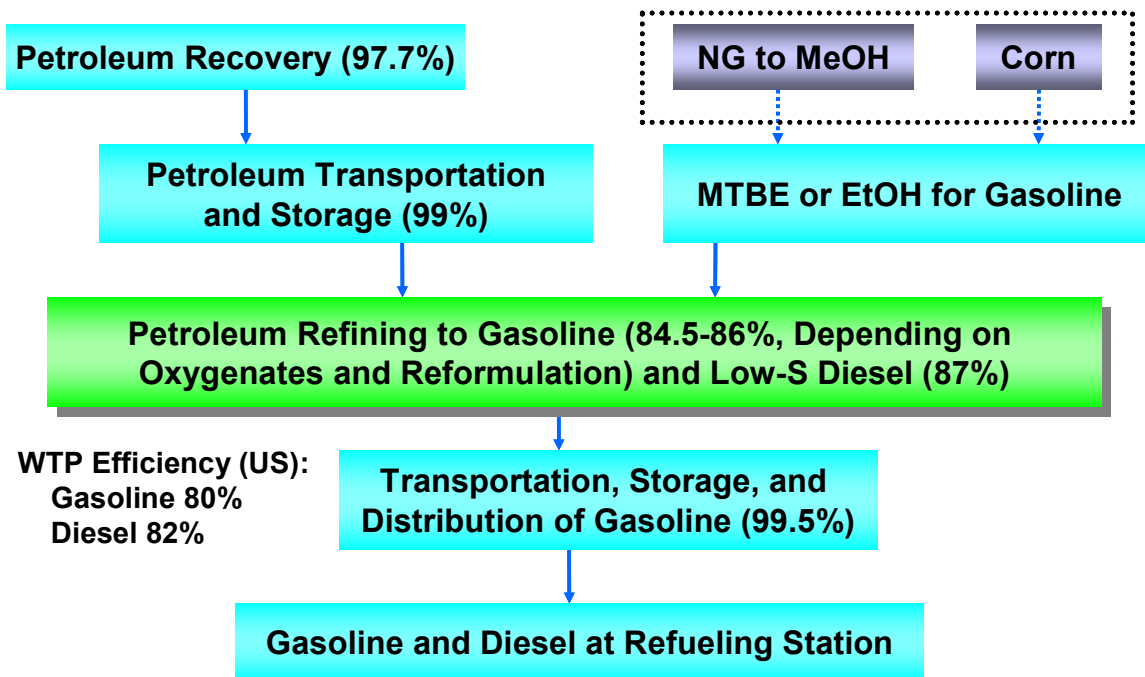 Petroleum Recovery (97.7%)
NG to MeOH
Corn
Petroleum Transportation
and Storage (99%)
MTBE or EtOH for Gasoline
Petroleum Refining to Gasoline (84.5-86%, Depending on
Oxygenates and Reformulation) and Low-S Diesel (87%)
WTP Efficiency (US):
Gasoline 80%
Diesel 82%
Transportation, Storage, and
Distribution of Gasoline (99.5%)
Gasoline and Diesel at Refueling Station